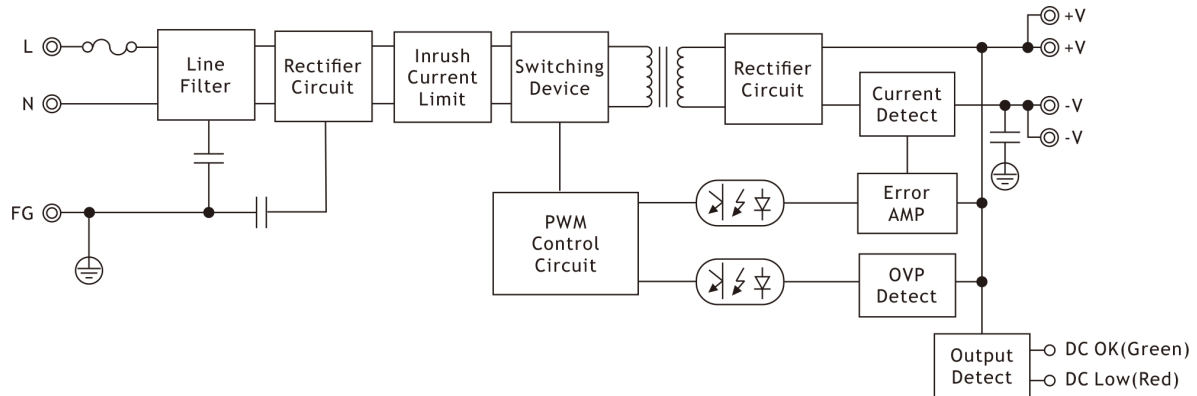 +V
L
+V
Line
Filter
Rectifier
Circuit
Inrush
Current
Limit
Switching
Device
Rectifier
Circuit
Current
Detect
N
-V
-V
FG
PWM
Control
Circuit
Error
AMP
OVP
Detect
Output
Detect
DC OK(Green)
DC Low(Red)